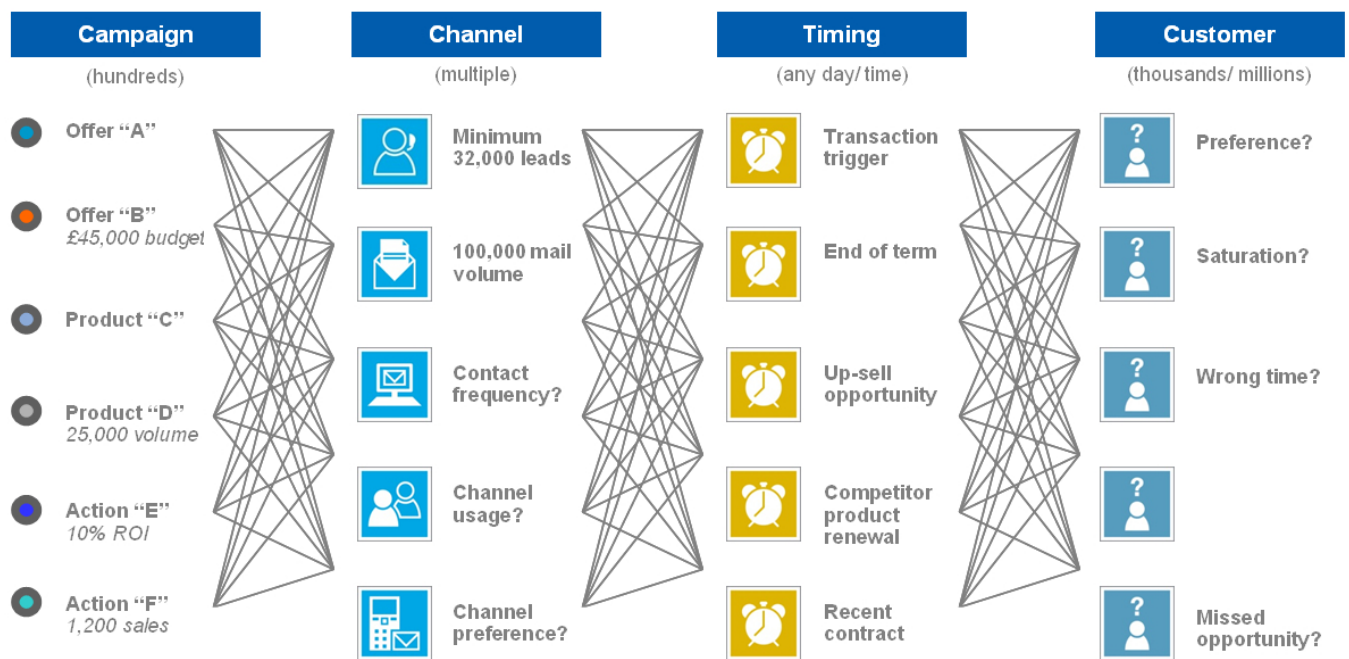 Campaign
(hundreds)
Offer “A”
Offer “B”
£45,000 budget
Product “C”
Product “D”
25,000 volume
Action “E”
10% ROI
Action “F”
1,200 sales
Channel
(multiple)
Minimum
32,000 leads
100,000 mail
volume
Contact
frequency?
Channel
usage?
Channel
preference?
Timing
(any day/ time)
Transaction
trigger
End of term
Up-sell
opportunity
Competitor
product
renewal
Recent
contract
Customer
(thousands/ millions)
?
Preference?
?
Saturation?
?
Wrong time?
?
?
Missed
opportunity?